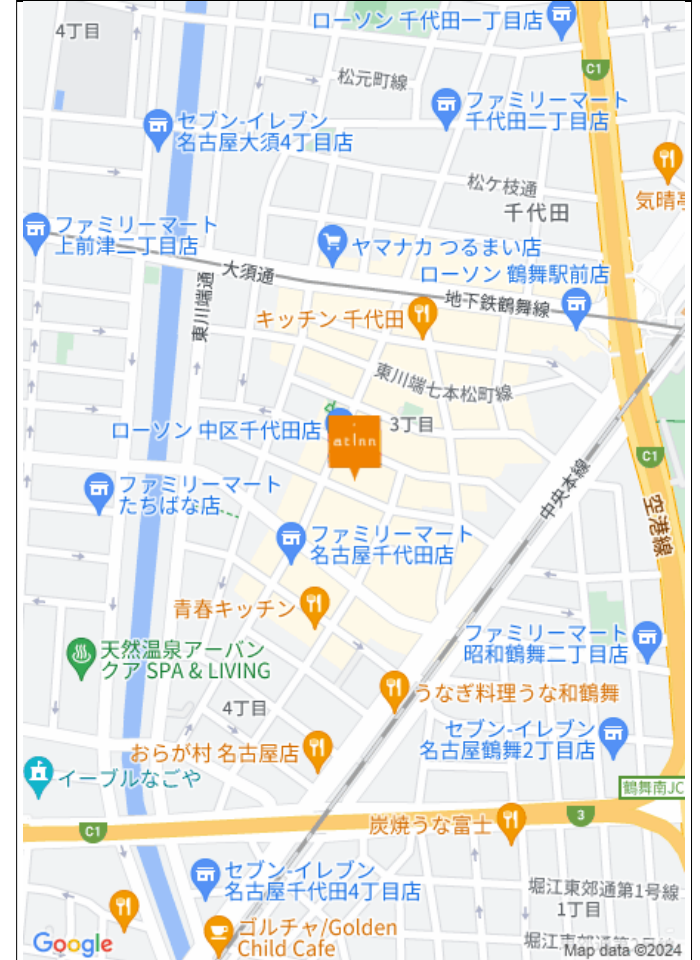 ローソン 千代田一丁目店
4丁目
C1
松元町線
ファミリーマート
千代田二丁目店
セブン-イレブン
名古屋大須4丁目店
松ケ枝通
千代田
気晴亭
ファミリーマート
上前津二丁目店
ヤマナカ つるまい店
大須通
ローソン 鶴舞駅前店
東川端通
地下鉄鶴舞線
キッチン 千代田
東川端七本松町線
ローソン 中区千代田店
atinn
3丁目
C1
中央本線
空港線
ファミリーマート
たちばな店
ファミリーマート
名古屋千代田店
青春キッチン
天然温泉アーバン
クア SPA & LIVING
ファミリーマート
昭和鶴舞二丁目店
うなぎ料理うな和鶴舞
4丁目
おらが村 名古屋店
セブン-イレブン
名古屋鶴舞2丁目店
イーブルなごや
鶴舞南JC
C1
3
炭焼うな富士
セブン-イレブン
名古屋千代田4丁目店
堀江東郊通第1号線
1丁目
ゴルチャ/Golden
Child Cafe
堀江東郊通第
Google
Map data ©2024